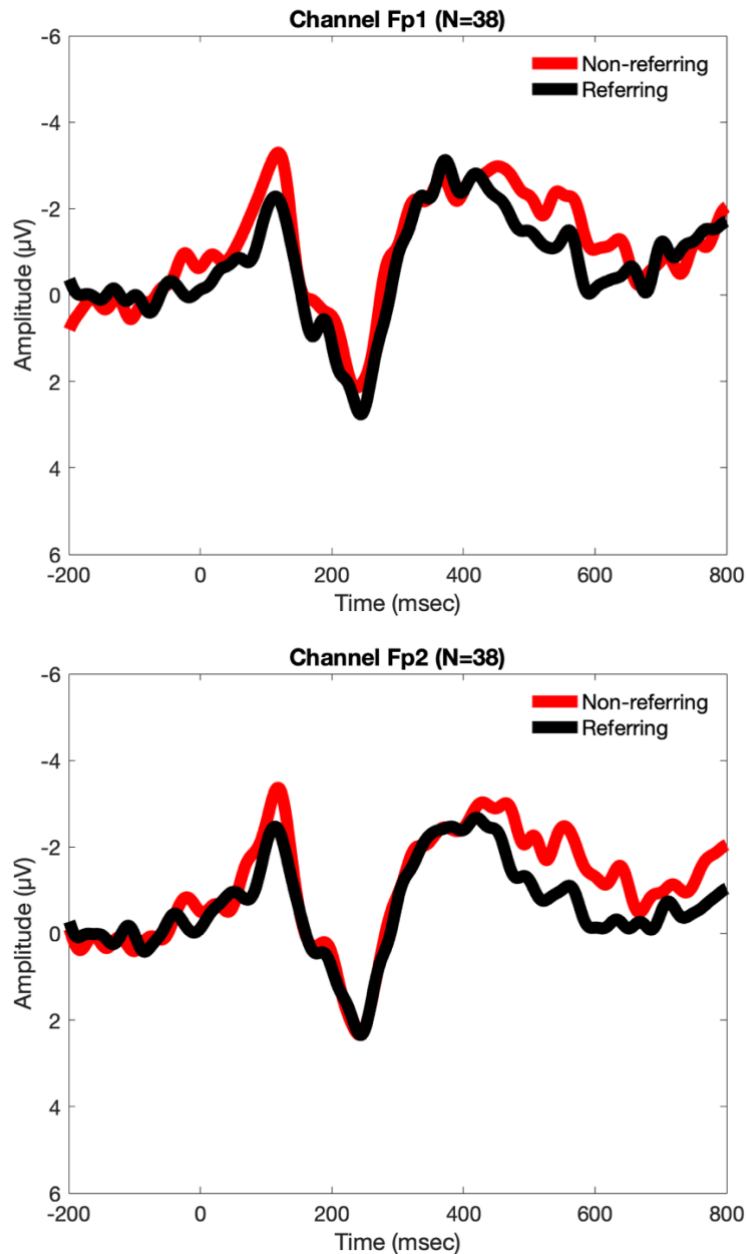 Channel Fp1 (N=38)
-6
Non-referring
Referring
-4
-2
0
2
4
6
Amplitude (µV)
-200 0 200 400 600 800
Time (msec)
Channel Fp2 (N=38)
-6
Non-referring
Referring
-4
-2
0
2
4
6
Amplitude (µV)
-200 0 200 400 600 800
Time (msec)